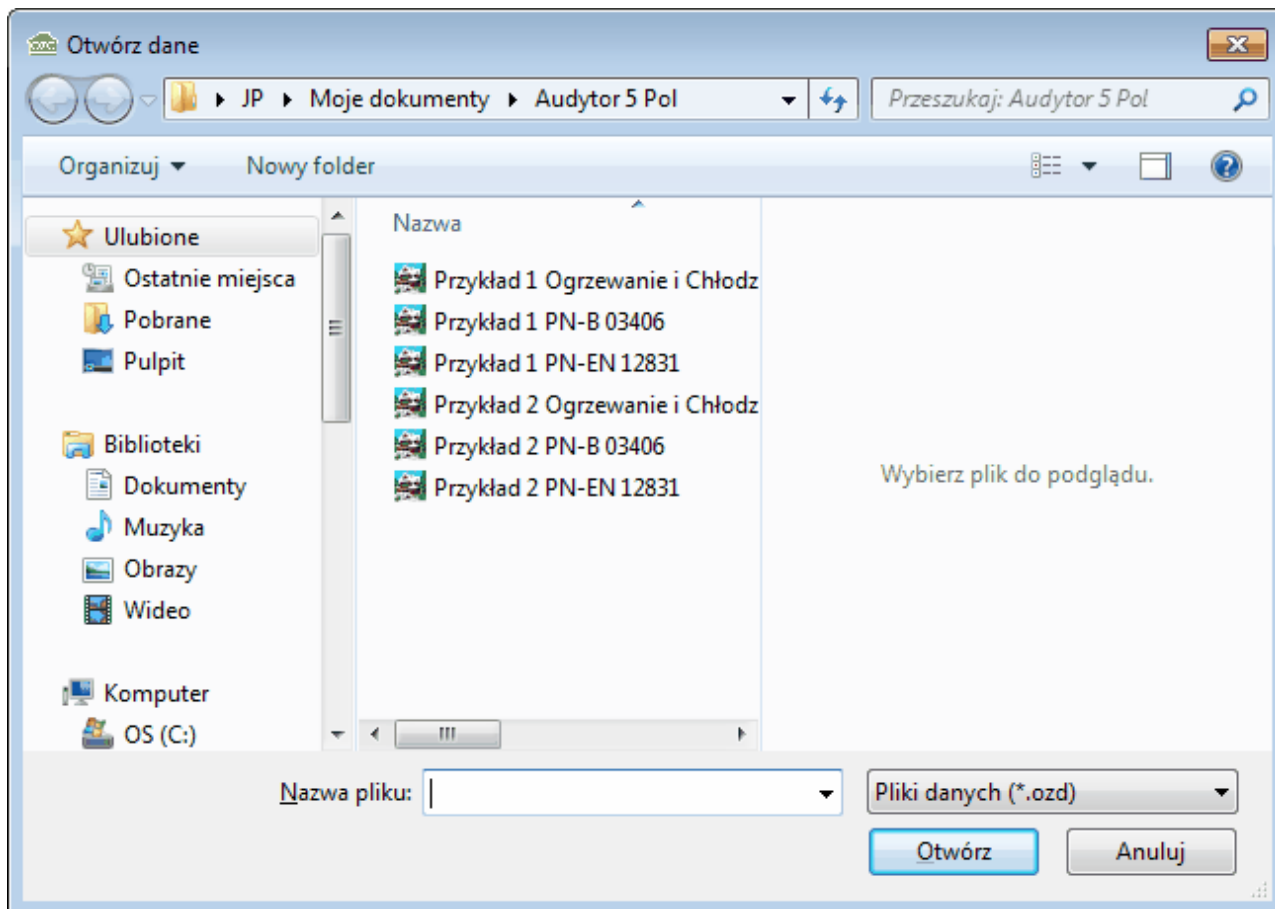 Otwórz dane
JP Moje dokumenty Audytor 5 Pol
Przeszukaj: Audytor 5 Pol
Organizuj Nowy folder
Ulubione
Ostatnie miejsca
Pobrane
Pulpit
Biblioteki
Dokumenty
Muzyka
Obrazy
Wideo
Komputer
OS (C:)
Nazwa
Przykład 1 Ogrzewanie i Chłodz
Przykład 1 PN-B 03406
Przykład 1 PN-EN 12831
Przykład 2 Ogrzewanie i Chłodz
Przykład 2 PN-B 03406
Przykład 2 PN-EN 12831
Wybierz plik do podglądu.
Nazwa pliku:
Pliki danych (*.ozd)
Otwórz
Anuluj